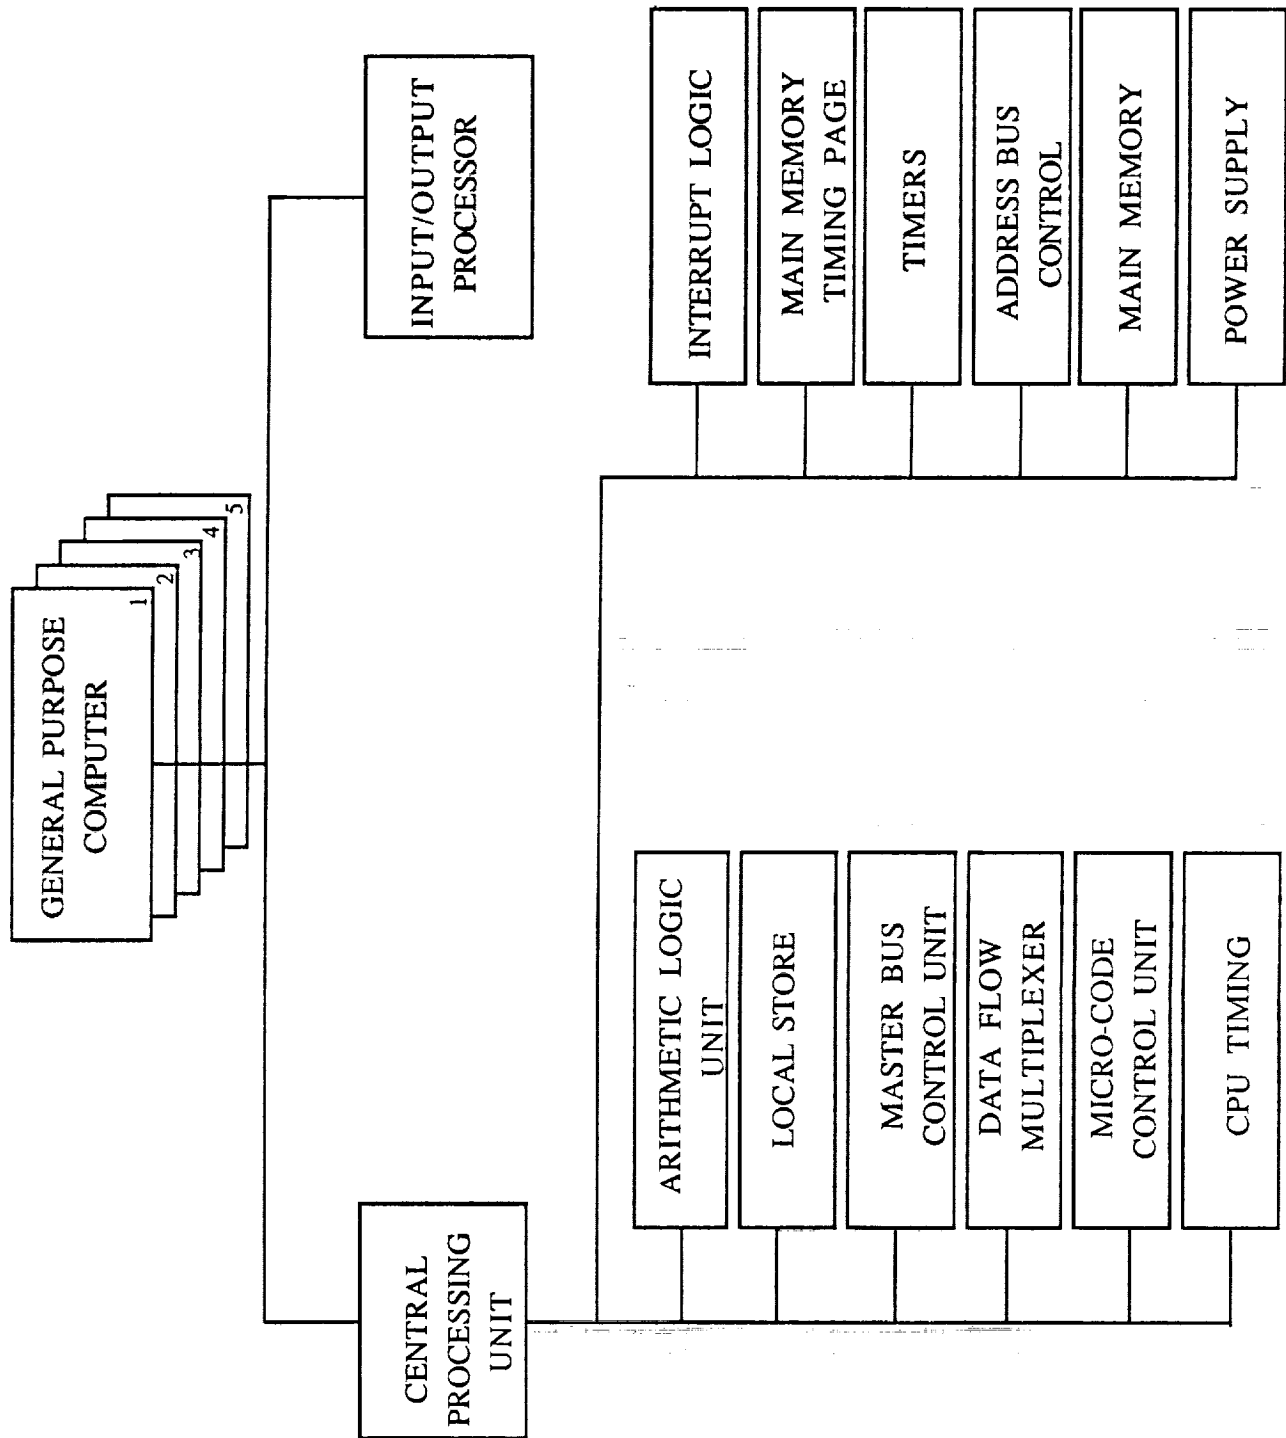 GENERAL PURPOSE
COMPUTER
1
2
3
4
5
CENTRAL
PROCESSING
UNIT
INPUT/OUTPUT
PROCESSOR
ARITHMETIC LOGIC
UNIT
LOCAL STORE
MASTER BUS
CONTROL UNIT
DATA FLOW
MULTIPLEXER
MICRO-CODE
CONTROL UNIT
CPU TIMING
INTERRUPT LOGIC
MAIN MEMORY
TIMING PAGE
TIMERS
ADDRESS BUS
CONTROL
MAIN MEMORY
POWER SUPPLY